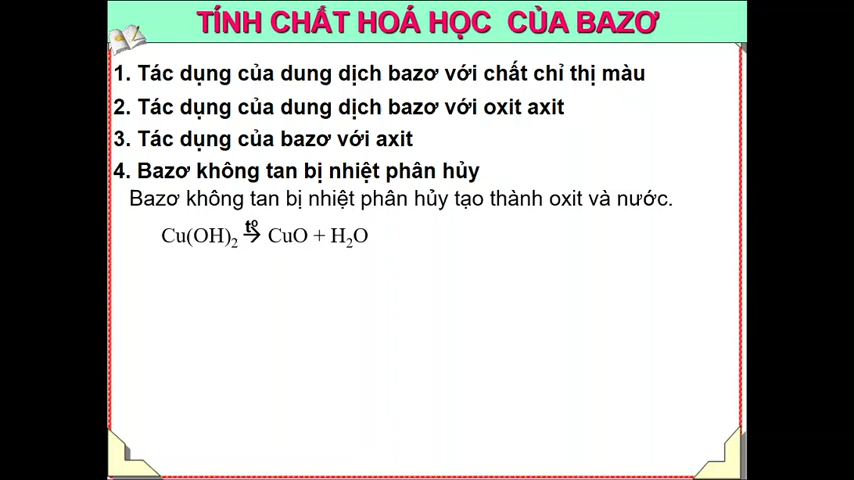 TÍNH CHẤT HOÁ HỌC CỦA BAZƠ
1. Tác dụng của dung dịch bazơ với chất chỉ thị màu
2. Tác dụng của dung dịch bazơ với oxit axit
3. Tác dụng của bazơ với axit
4. Bazơ không tan bị nhiệt phân hủy
Bazơ không tan bị nhiệt phân hủy tạo thành oxit và nước.
Cu(OH)₂ →^{to} CuO + H₂O